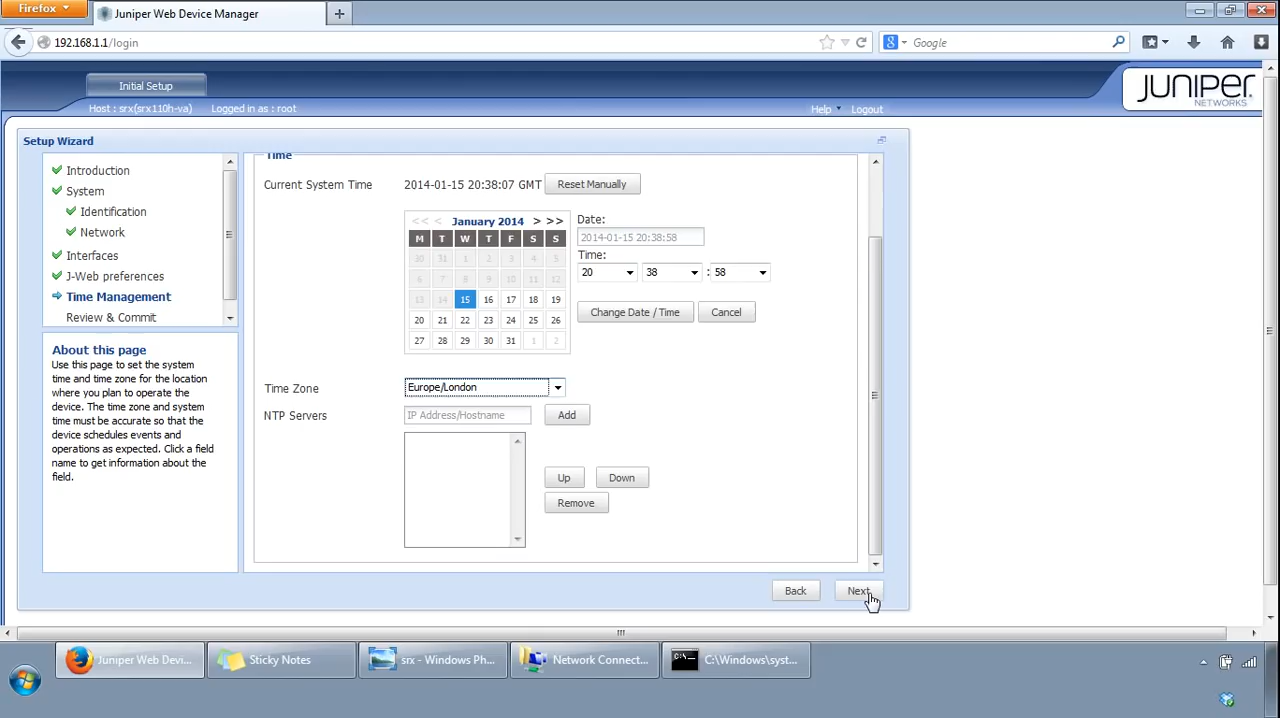 Firefox
Juniper Web Device Manager
192.168.1.1/login
Google
Initial Setup
Host : srx(srx110h-va) Logged in as : root
Help Logout
JUNIPER
NETWORKS
Setup Wizard
Introduction
System
Identification
Network
Interfaces
J-Web preferences
Time Management
Review & Commit
About this page
Use this page to set the system
time and time zone for the location
where you plan to operate the
device. The time zone and system
time must be accurate so that the
device schedules events and
operations as expected. Click a field
name to get information about the
field.
Time
Current System Time 2014-01-15 20:38:07 GMT Reset Manually
<< < January 2014 > >>
M T W T F S S
30 31 1 2 3 4 5
6 7 8 9 10 11 12
13 14 15 16 17 18 19
20 21 22 23 24 25 26
27 28 29 30 31 1 2
Date:
2014-01-15 20:38:58
Time:
20 38 : 58
Change Date / Time Cancel
Time Zone Europe/London
NTP Servers IP Address/Hostname Add
Up Down
Remove
Back Next
Juniper Web Devi...
Sticky Notes
srx - Windows Ph...
Network Connect...
C:\Windows\syst...